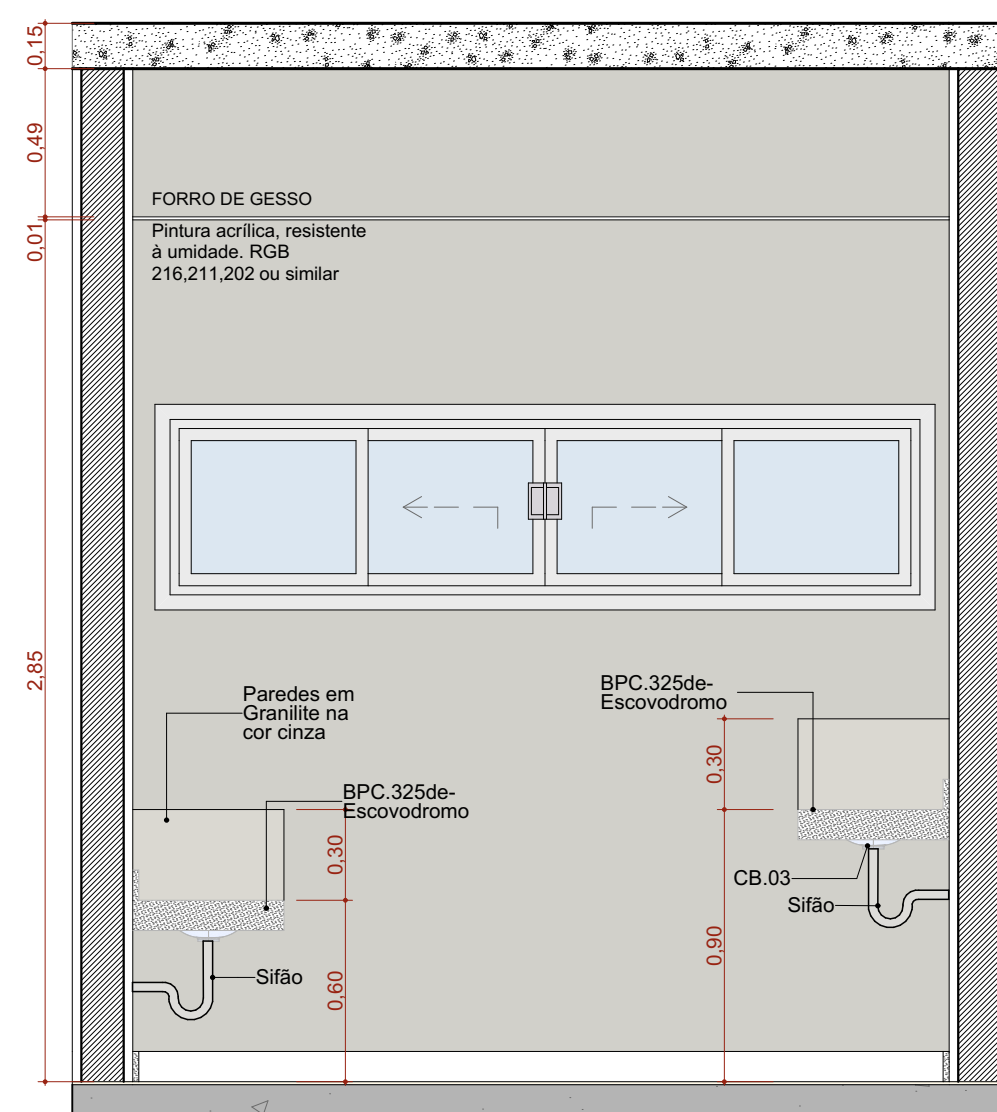 0,15
0,49
FORRO DE GESSO
0,01
Pintura acrílica, resistente
à umidade. RGB
216,211,202 ou similar
2,85
Paredes em
Granilite na
cor cinza
BPC.325de-
Escovodromo
0,30
Sifão
0,60
BPC.325de-
Escovodromo
0,30
CB.03
Sifão
0,90